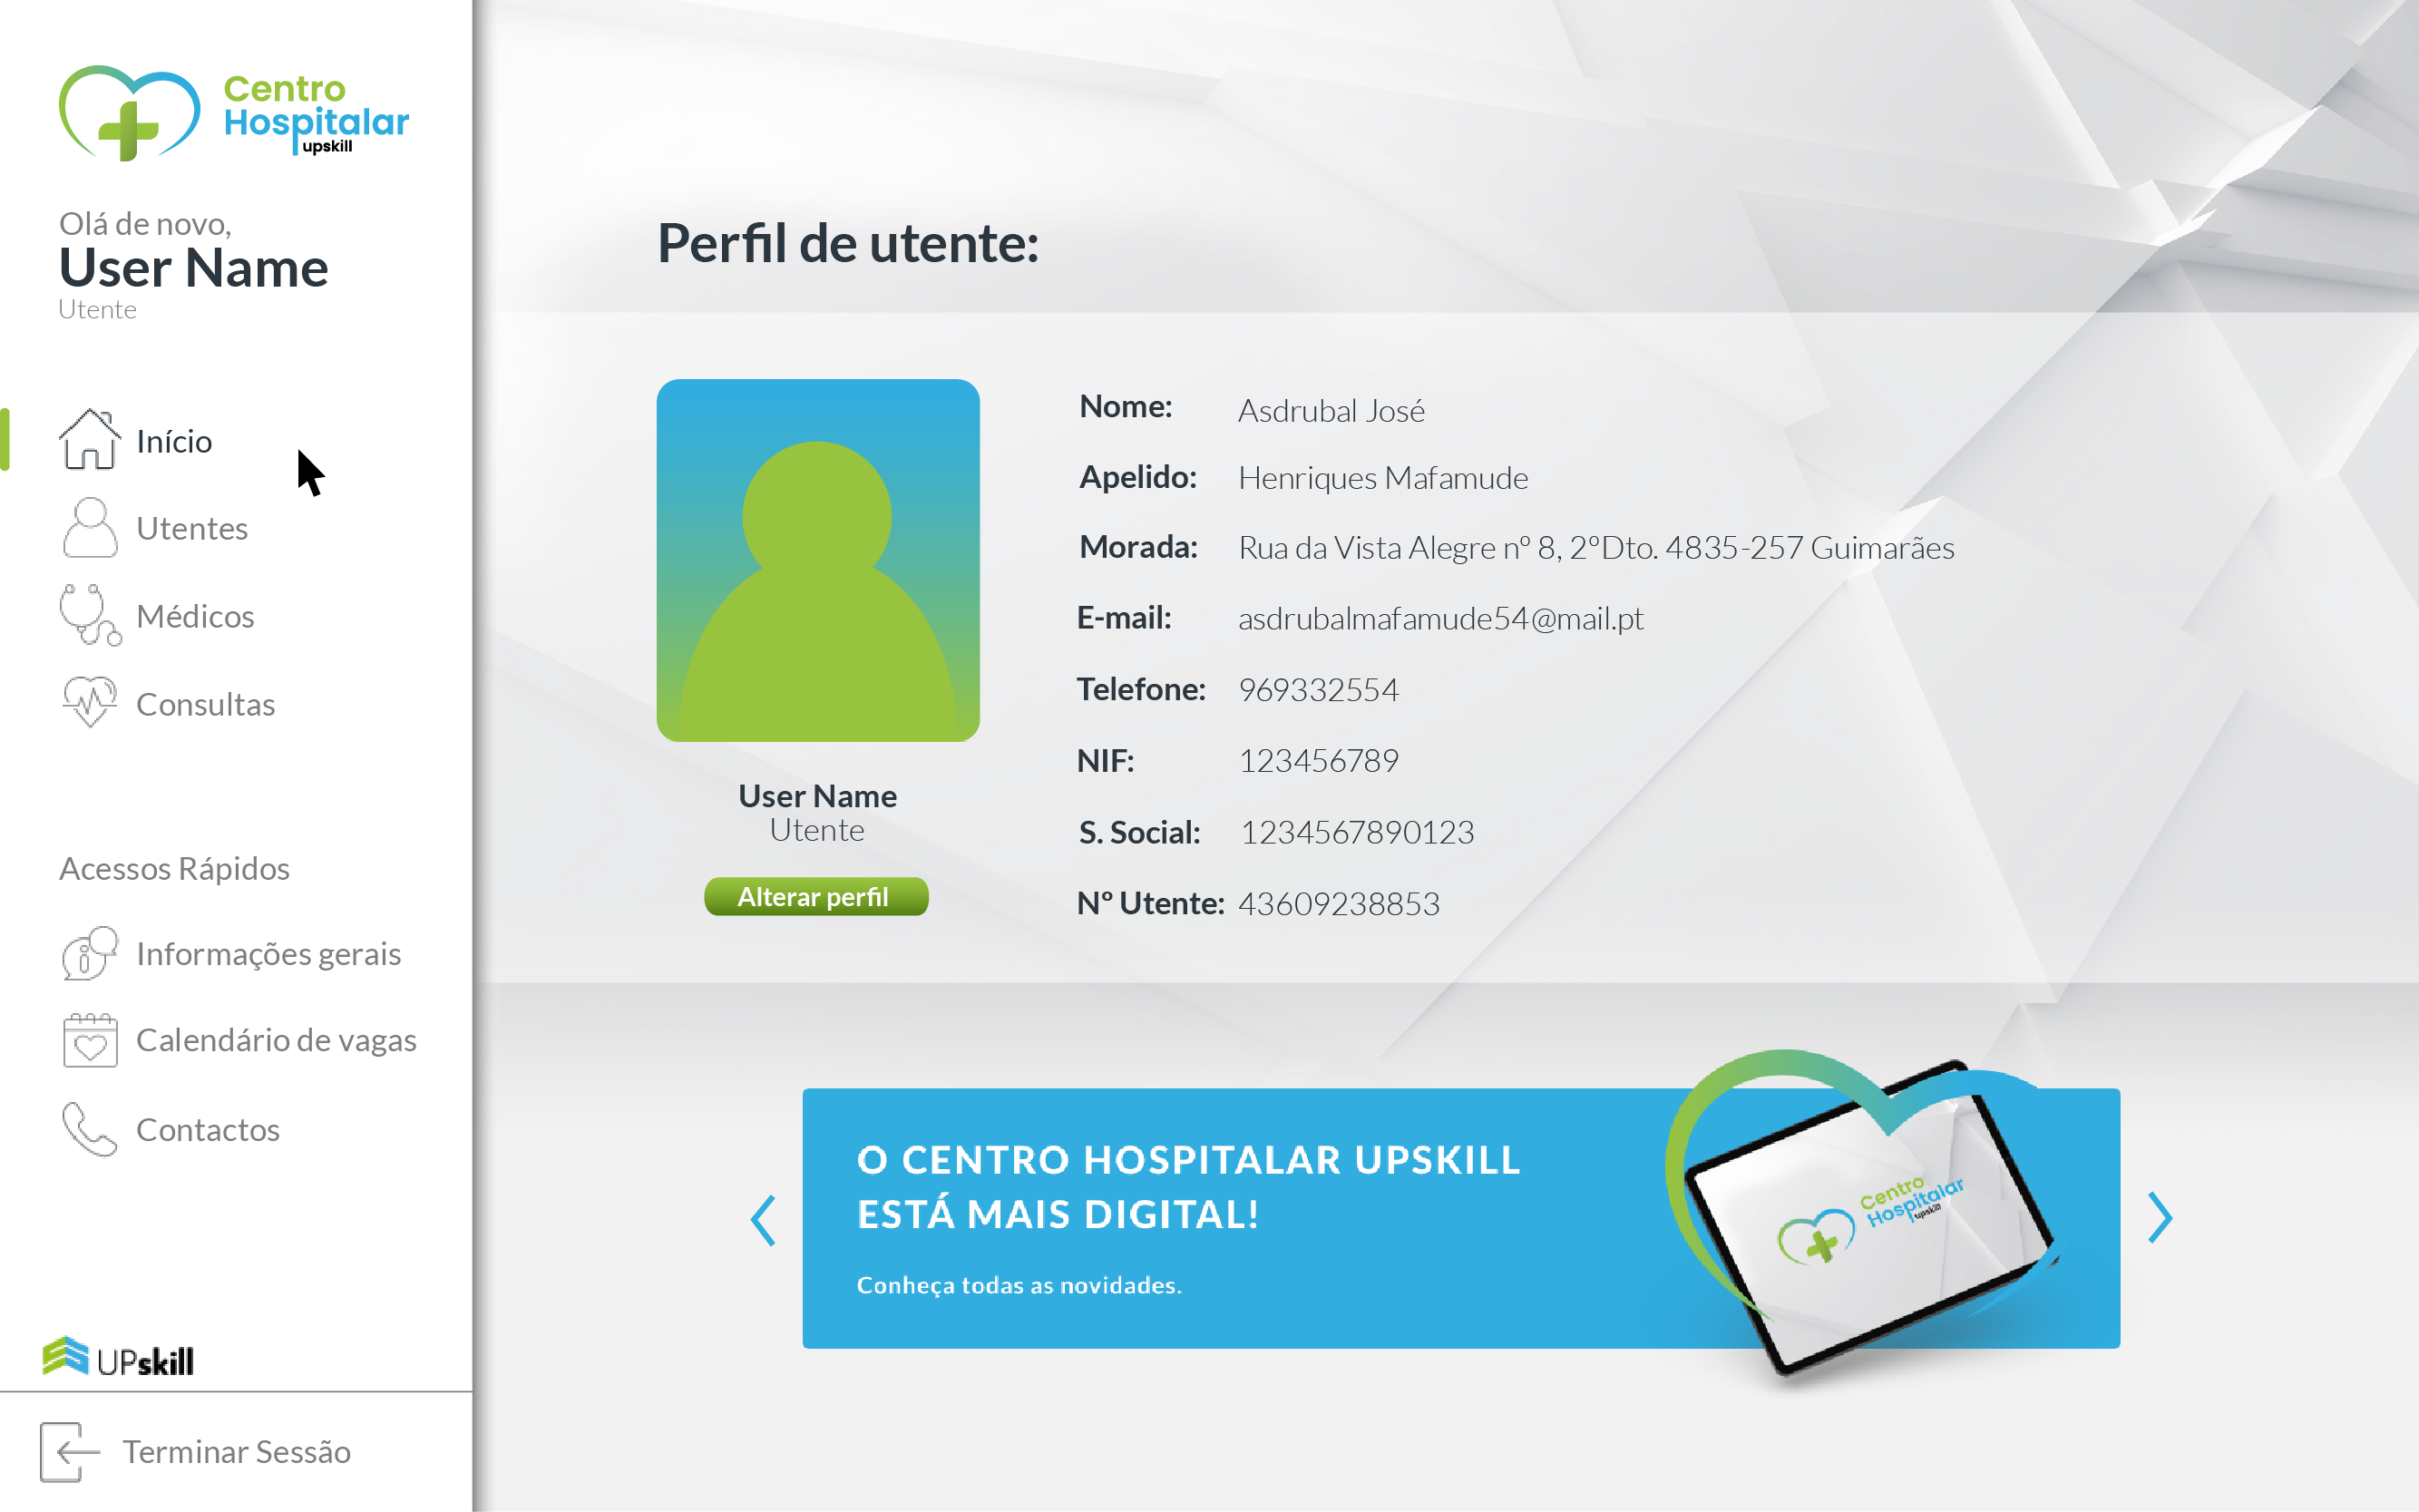 Centro
Hospitalar
upskill
Olá de novo,
User Name
Utente
Início
Utentes
Médicos
Consultas
Acessos Rápidos
Informações gerais
Calendário de vagas
Contactos
UPskill
Terminar Sessão
Perfil de utente:
User Name
Utente
Alterar perfil
Nome: Asdrubal José
Apelido: Henriques Mafamude
Morada: Rua da Vista Alegre nº 8, 2ºDto. 4835-257 Guimarães
E-mail: asdrubalmafamude54@mail.pt
Telefone: 969332554
NIF: 123456789
S. Social: 1234567890123
Nº Utente: 43609238853
O CENTRO HOSPITALAR UPSKILL
ESTÁ MAIS DIGITAL!
Conheça todas as novidades.
Centro
Hospitalar
upskill